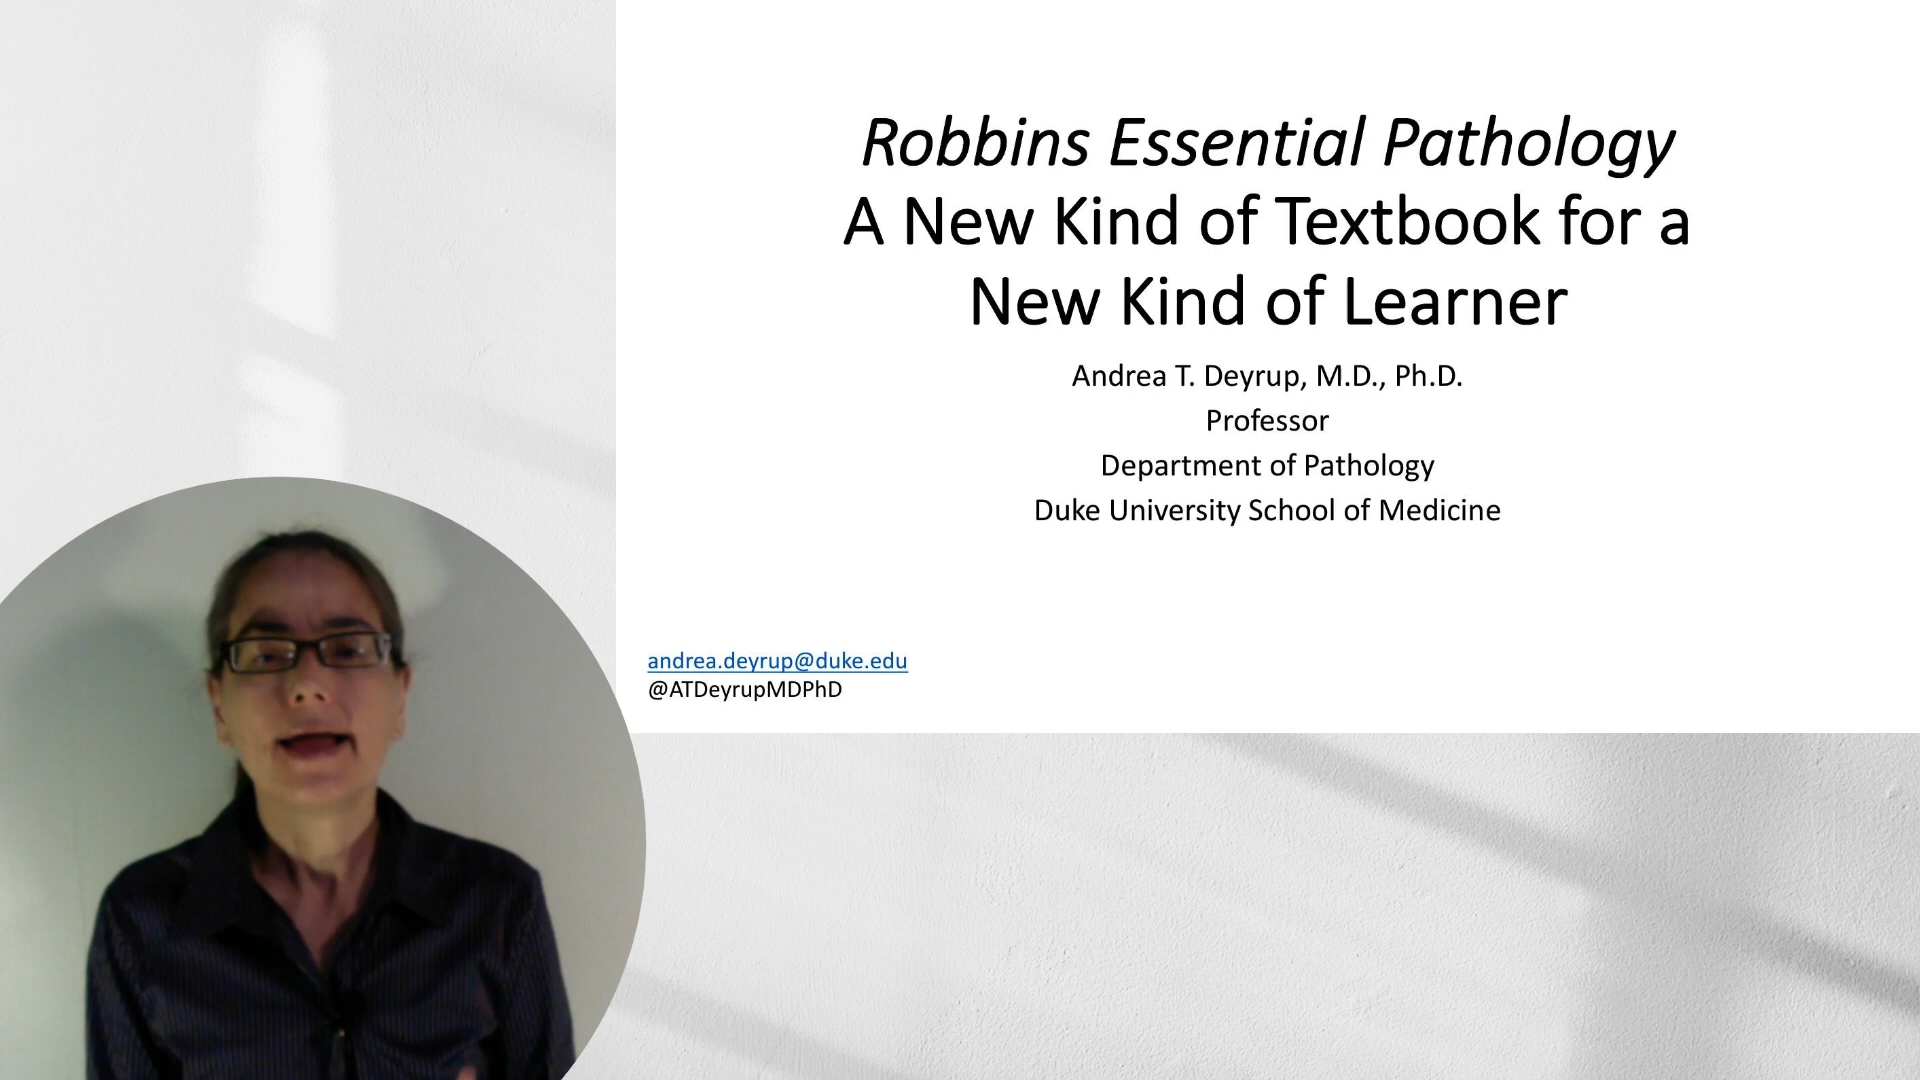 Robbins Essential Pathology
A New Kind of Textbook for a
New Kind of Learner
Andrea T. Deyrup, M.D., Ph.D.
Professor
Department of Pathology
Duke University School of Medicine
andrea.deyrup@duke.edu
@ATDeyrupMDPhD